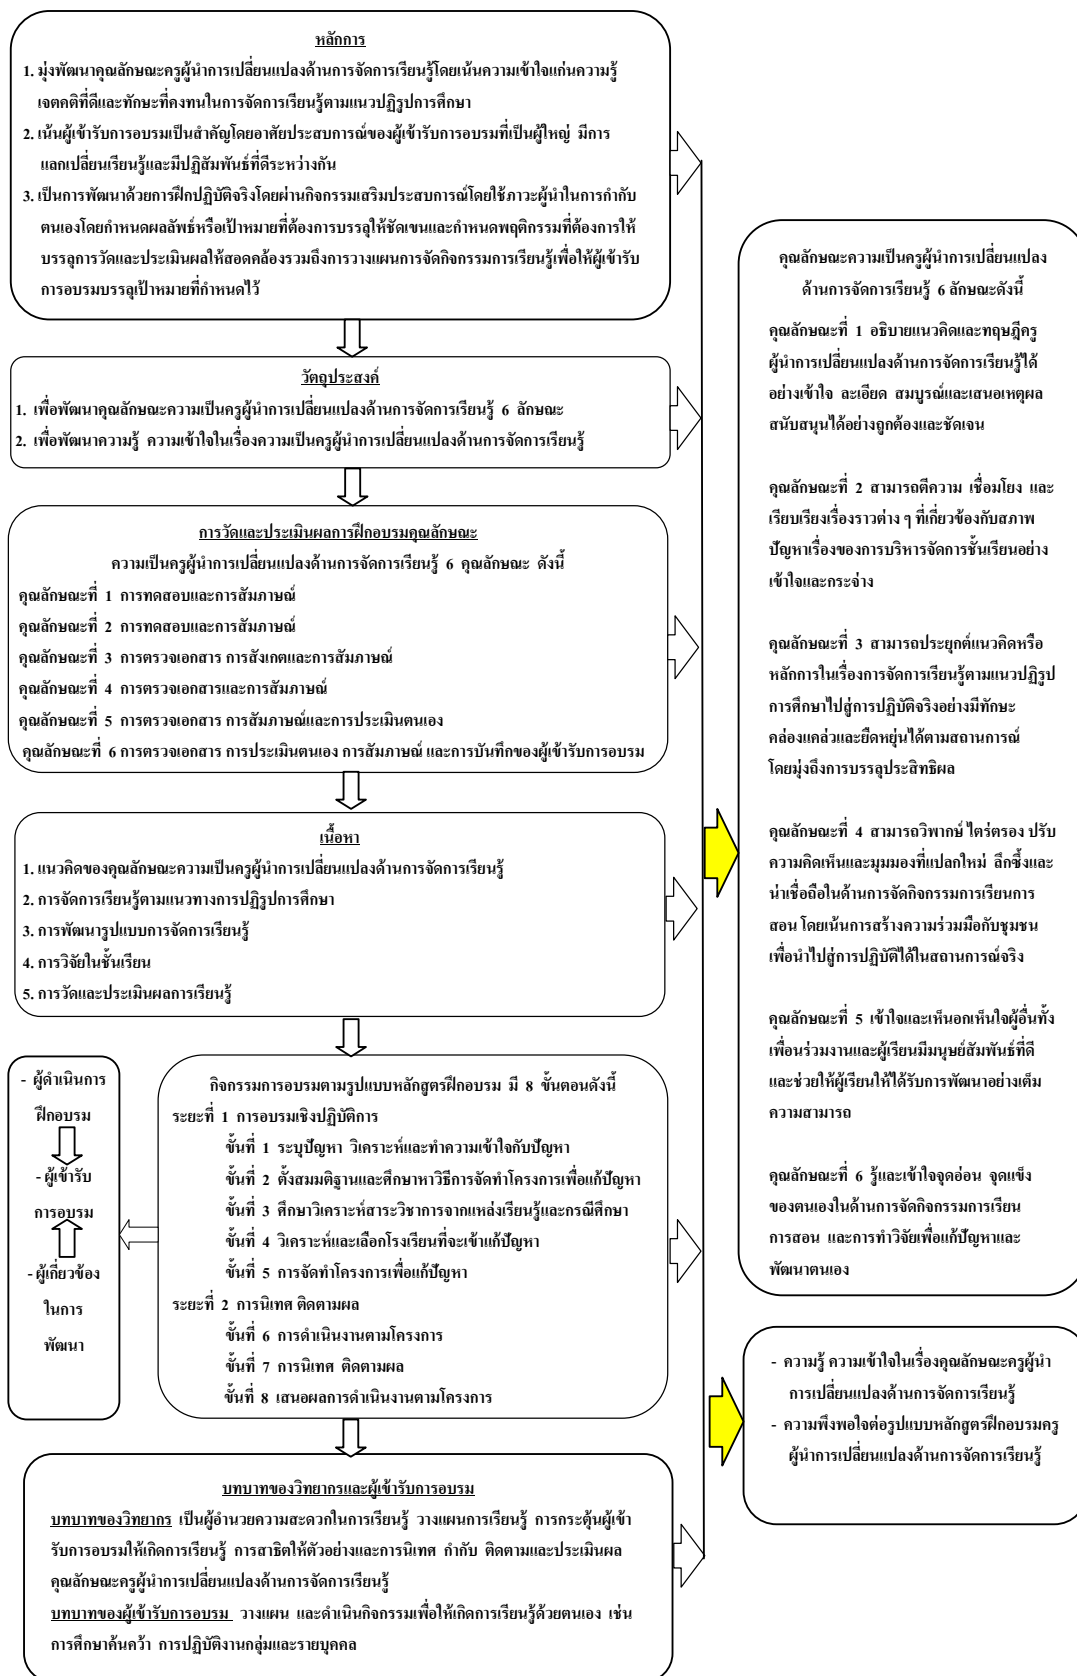 หลักการ
1. มุ่งพัฒนาคุณลักษณะครูผู้นำการเปลี่ยนแปลงด้านการจัดการเรียนรู้โดยเน้นความเข้าใจแก่นความรู้
เจตคติที่ดีและทักษะที่คงทนในการจัดการเรียนรู้ตามแนวปฏิรูปการศึกษา
2. เน้นผู้เข้ารับการอบรมเป็นสำคัญโดยอาศัยประสบการณ์ของผู้เข้ารับการอบรมที่เป็นผู้ใหญ่ มีการ
แลกเปลี่ยนเรียนรู้และมีปฏิสัมพันธ์ที่ดีระหว่างกัน
3. เป็นการพัฒนาด้วยการฝึกปฏิบัติจริงโดยผ่านกิจกรรมเสริมประสบการณ์โดยใช้ภาวะผู้นำในการกำกับ
ตนเองโดยกำหนดผลลัพธ์หรือเป้าหมายที่ต้องการบรรลุให้ชัดเขนและกำหนดพฤติกรรมที่ต้องการให้
บรรลุการวัดและประเมินผลให้สอดคล้องรวมถึงการวางแผนการจัดกิจกรรมการเรียนรู้เพื่อให้ผู้เข้ารับ
การอบรมบรรลุเป้าหมายที่กำหนดไว้
วัตถุประสงค์
1. เพื่อพัฒนาคุณลักษณะความเป็นครูผู้นำการเปลี่ยนแปลงด้านการจัดการเรียนรู้ 6 ลักษณะ
2. เพื่อพัฒนาความรู้ ความเข้าใจในเรื่องความเป็นครูผู้นำการเปลี่ยนแปลงด้านการจัดการเรียนรู้
การวัดและประเมินผลการฝึกอบรมคุณลักษณะ
ความเป็นครูผู้นำการเปลี่ยนแปลงด้านการจัดการเรียนรู้ 6 คุณลักษณะ ดังนี้
คุณลักษณะที่ 1 การทดสอบและการสัมภาษณ์
คุณลักษณะที่ 2 การทดสอบและการสัมภาษณ์
คุณลักษณะที่ 3 การตรวจเอกสาร การสังเกตและการสัมภาษณ์
คุณลักษณะที่ 4 การตรวจเอกสารและการสัมภาษณ์
คุณลักษณะที่ 5 การตรวจเอกสาร การสัมภาษณ์และการประเมินตนเอง
คุณลักษณะที่ 6 การตรวจเอกสาร การประเมินตนเอง การสัมภาษณ์ และการบันทึกของผู้เข้ารับการอบรม
เนื้อหา
1. แนวคิดของคุณลักษณะความเป็นครูผู้นำการเปลี่ยนแปลงด้านการจัดการเรียนรู้
2. การจัดการเรียนรู้ตามแนวทางการปฏิรูปการศึกษา
3. การพัฒนารูปแบบการจัดการเรียนรู้
4. การวิจัยในชั้นเรียน
5. การวัดและประเมินผลการเรียนรู้
- ผู้ดำเนินการ
ฝึกอบรม
- ผู้เข้ารับ
การอบรม
- ผู้เกี่ยวข้อง
ในการ
พัฒนา
กิจกรรมการอบรมตามรูปแบบหลักสูตรฝึกอบรม มี 8 ขั้นตอนดังนี้
ระยะที่ 1 การอบรมเชิงปฏิบัติการ
ขั้นที่ 1 ระบุปัญหา วิเคราะห์และทำความเข้าใจกับปัญหา
ขั้นที่ 2 ตั้งสมมติฐานและศึกษาหาวิธีการจัดทำโครงการเพื่อแก้ปัญหา
ขั้นที่ 3 ศึกษาวิเคราะห์สาระวิชาการจากแหล่งเรียนรู้และกรณีศึกษา
ขั้นที่ 4 วิเคราะห์และเลือกโรงเรียนที่จะเข้าแก้ปัญหา
ขั้นที่ 5 การจัดทำโครงการเพื่อแก้ปัญหา
ระยะที่ 2 การนิเทศ ติดตามผล
ขั้นที่ 6 การดำเนินงานตามโครงการ
ขั้นที่ 7 การนิเทศ ติดตามผล
ขั้นที่ 8 เสนอผลการดำเนินงานตามโครงการ
บทบาทของวิทยากรและผู้เข้ารับการอบรม
บทบาทของวิทยากร เป็นผู้อำนวยความสะดวกในการเรียนรู้ วางแผนการเรียนรู้ การกระตุ้นผู้เข้า
รับการอบรมให้เกิดการเรียนรู้ การสาธิตให้ตัวอย่างและการนิเทศ กำกับ ติดตามและประเมินผล
คุณลักษณะครูผู้นำการเปลี่ยนแปลงด้านการจัดการเรียนรู้
บทบาทของผู้เข้ารับการอบรม วางแผน และดำเนินกิจกรรมเพื่อให้เกิดการเรียนรู้ด้วยตนเอง เช่น
การศึกษาค้นคว้า การปฏิบัติงานกลุ่มและรายบุคคล
คุณลักษณะความเป็นครูผู้นำการเปลี่ยนแปลง
ด้านการจัดการเรียนรู้ 6 ลักษณะดังนี้
คุณลักษณะที่ 1 อธิบายแนวคิดและทฤษฎีครู
ผู้นำการเปลี่ยนแปลงด้านการจัดการเรียนรู้ได้
อย่างเข้าใจ ละเอียด สมบูรณ์และเสนอเหตุผล
สนับสนุนได้อย่างถูกต้องและชัดเจน
คุณลักษณะที่ 2 สามารถตีความ เชื่อมโยง และ
เรียบเรียงเรื่องราวต่าง ๆ ที่เกี่ยวข้องกับสภาพ
ปัญหาเรื่องของการบริหารจัดการชั้นเรียนอย่าง
เข้าใจและกระจ่าง
คุณลักษณะที่ 3 สามารถประยุกต์แนวคิดหรือ
หลักการในเรื่องการจัดการเรียนรู้ตามแนวปฏิรูป
การศึกษาไปสู่การปฏิบัติจริงอย่างมีทักษะ
คล่องแคล่วและยืดหยุ่นได้ตามสถานการณ์
โดยมุ่งถึงการบรรลุประสิทธิผล
คุณลักษณะที่ 4 สามารถวิพากษ์ ไตร่ตรอง ปรับ
ความคิดเห็นและมุมมองที่แปลกใหม่ ลึกซึ้งและ
น่าเชื่อถือในด้านการจัดกิจกรรมการเรียนการ
สอน โดยเน้นการสร้างความร่วมมือกับชุมชน
เพื่อนำไปสู่การปฏิบัติได้ในสถานการณ์จริง
คุณลักษณะที่ 5 เข้าใจและเห็นอกเห็นใจผู้อื่นทั้ง
เพื่อนร่วมงานและผู้เรียนมีมนุษย์สัมพันธ์ที่ดี
และช่วยให้ผู้เรียนให้ได้รับการพัฒนาอย่างเต็ม
ความสามารถ
คุณลักษณะที่ 6 รู้และเข้าใจจุดอ่อน จุดแข็ง
ของตนเองในด้านการจัดกิจกรรมการเรียน
การสอน และการทำวิจัยเพื่อแก้ปัญหาและ
พัฒนาตนเอง
- ความรู้ ความเข้าใจในเรื่องคุณลักษณะครูผู้นำ
การเปลี่ยนแปลงด้านการจัดการเรียนรู้
- ความพึงพอใจต่อรูปแบบหลักสูตรฝึกอบรมครู
ผู้นำการเปลี่ยนแปลงด้านการจัดการเรียนรู้